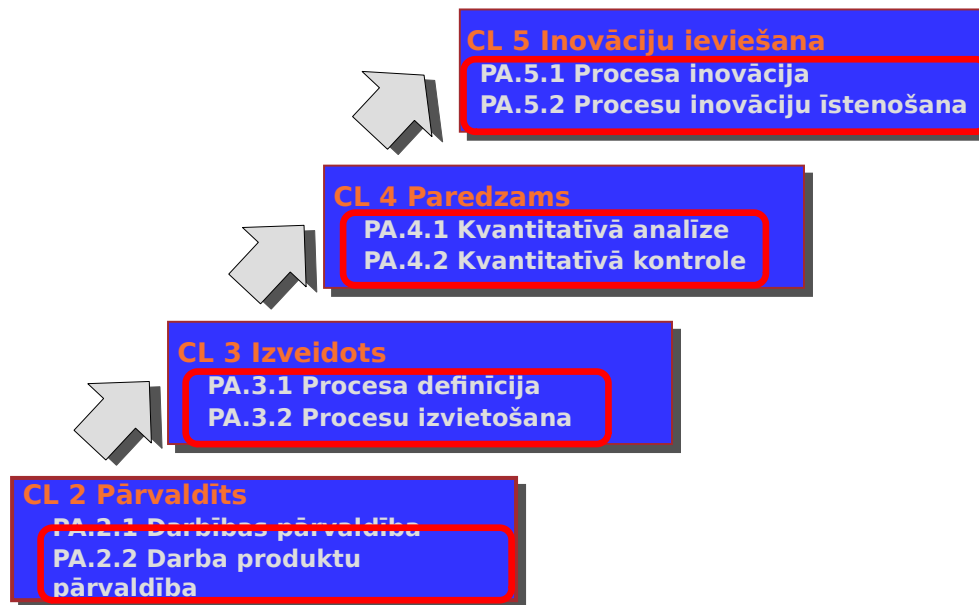 CL 5 Inovāciju ieviešana
PA.5.1 Procesa inovācija
PA.5.2 Procesu inovāciju īstenošana
CL 4 Paredzams
PA.4.1 Kvantitatīvā analīze
PA.4.2 Kvantitatīvā kontrole
CL 3 Izveidots
PA.3.1 Procesa definīcija
PA.3.2 Procesu izvietošana
CL 2 Pārvaldīts
PA.2.1 Darbības pārvaldība
PA.2.2 Darba produktu
pārvaldība